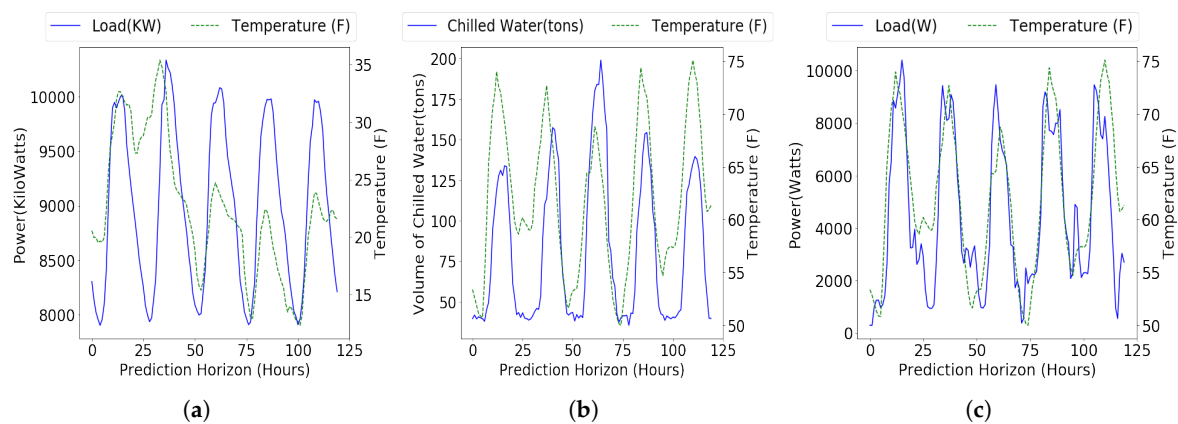 Load(KW) Temperature (F)
Power(KiloWatts)
10000
9500
9000
8500
8000
35
30
25
20
15
Temperature (F)
0 25 50 75 100 125
Prediction Horizon (Hours)
(a)
Chilled Water(tons) Temperature (F)
Volume of Chilled Water(tons)
200
175
150
125
100
75
50
75
70
65
60
55
50
Temperature (F)
0 25 50 75 100 125
Prediction Horizon (Hours)
(b)
Load(W) Temperature (F)
Power(Watts)
10000
8000
6000
4000
2000
0
75
70
65
60
55
50
Temperature (F)
0 25 50 75 100 125
Prediction Horizon (Hours)
(c)